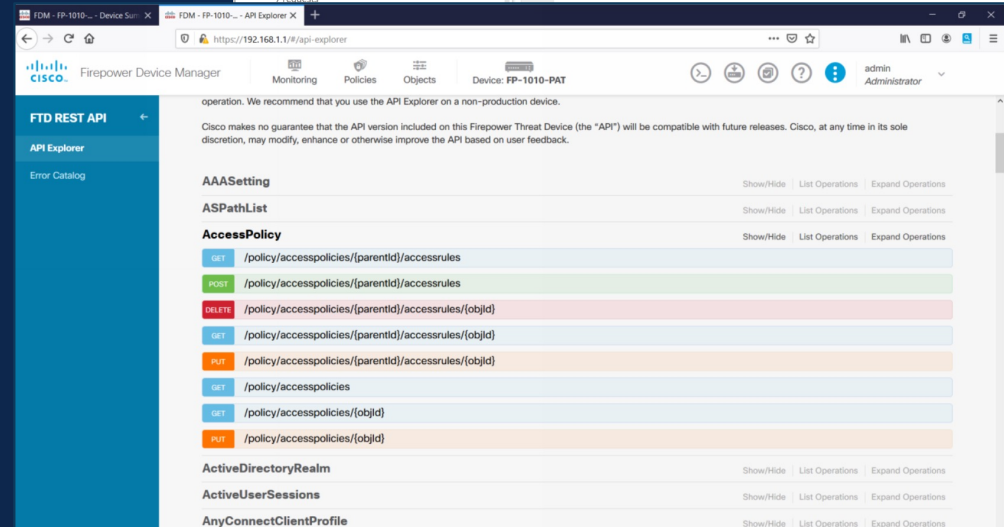 FDM - FP-1010-... - Device Sum
FDM - FP-1010-... - API Explorer
https://192.168.1.1/#/api-explorer
CISCO
Firepower Device Manager
Monitoring
Policies
Objects
Device: FP-1010-PAT
admin
Administrator
FTD REST API
API Explorer
Error Catalog
operation. We recommend that you use the API Explorer on a non-production device.
Cisco makes no guarantee that the API version included on this Firepower Threat Device (the “API”) will be compatible with future releases. Cisco, at any time in its sole
discretion, may modify, enhance or otherwise improve the API based on user feedback.
AAASetting Show/Hide List Operations Expand Operations
ASPathList Show/Hide List Operations Expand Operations
AccessPolicy Show/Hide List Operations Expand Operations
GET /policy/accesspolicies/{parentId}/accessrules
POST /policy/accesspolicies/{parentId}/accessrules
DELETE /policy/accesspolicies/{parentId}/accessrules/{objId}
GET /policy/accesspolicies/{parentId}/accessrules/{objId}
PUT /policy/accesspolicies/{parentId}/accessrules/{objId}
GET /policy/accesspolicies
GET /policy/accesspolicies/{objId}
PUT /policy/accesspolicies/{objId}
ActiveDirectoryRealm Show/Hide List Operations Expand Operations
ActiveUserSessions Show/Hide List Operations Expand Operations
AnyConnectClientProfile Show/Hide List Operations Expand Operations